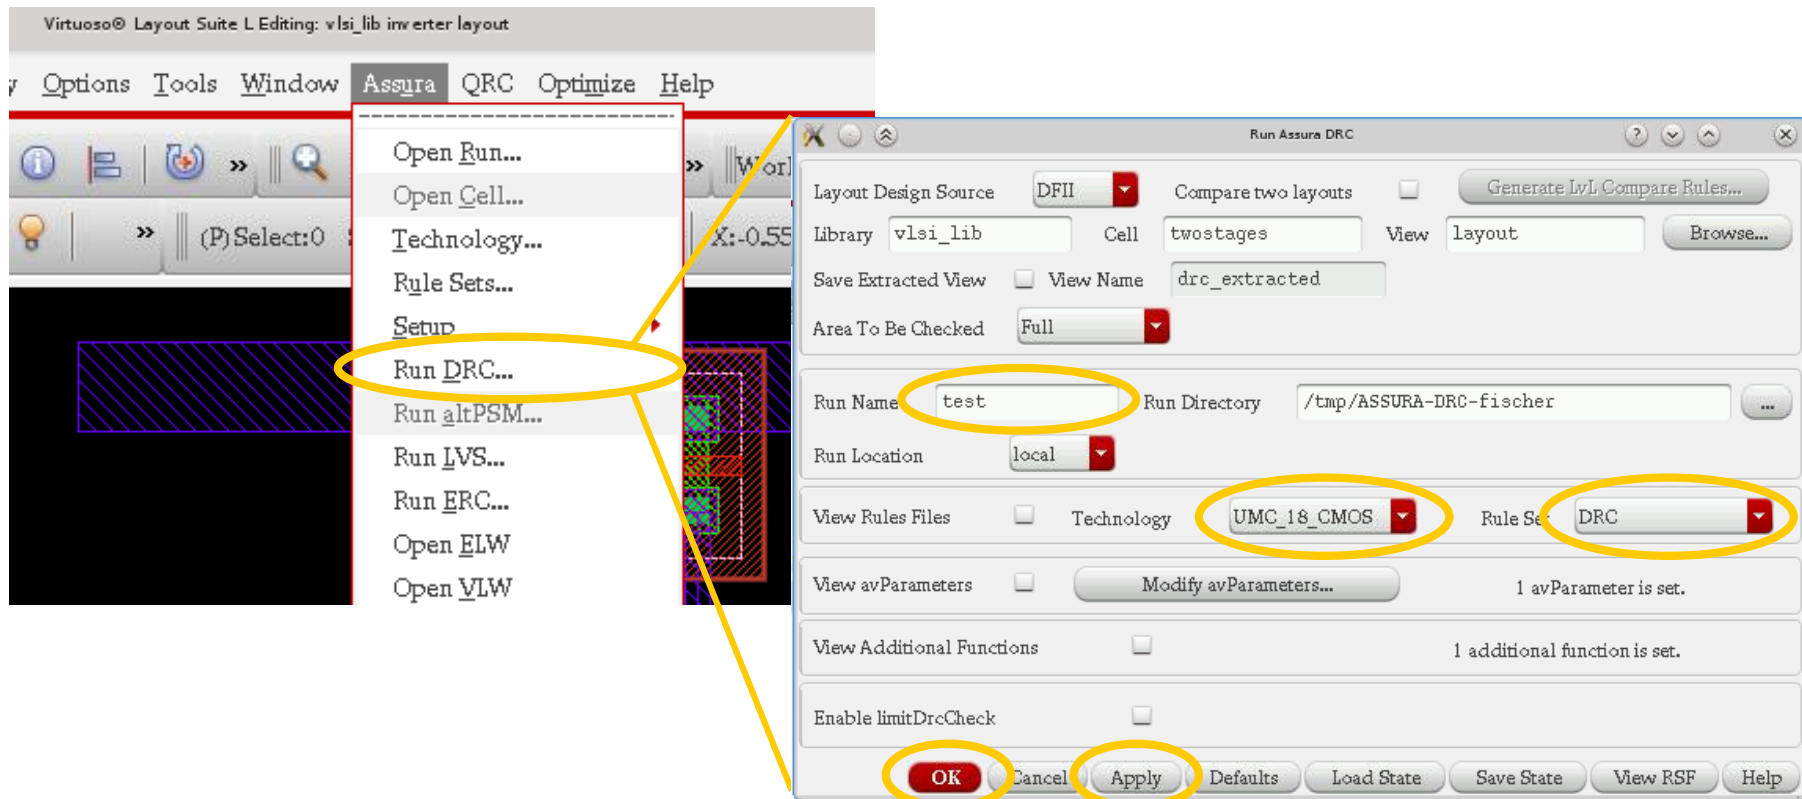 Virtuoso® Layout Suite L Editing: vlsi_lib inverter layout
Options Tools Window Assura QRC Optimize Help
»
»
»
(P)Select:0
X:-0.55
Open Run...
Open Cell...
Technology...
Rule Sets...
Setup
Run DRC...
Run altPSM...
Run LVS...
Run ERC...
Open ELW
Open VLW
Run Assura DRC
Layout Design Source DFII Compare two layouts Generate LvL Compare Rules...
Library vlsi_lib Cell twostages View layout Browse...
Save Extracted View View Name drc_extracted
Area To Be Checked Full
Run Name test Run Directory /tmp/ASSURA-DRC-fischer ...
Run Location local
View Rules Files Technology UMC_18_CMOS Rule Set DRC
View avParameters Modify avParameters... 1 avParameter is set.
View Additional Functions 1 additional function is set.
Enable limitDrcCheck
OK Cancel Apply Defaults Load State Save State View RSF Help